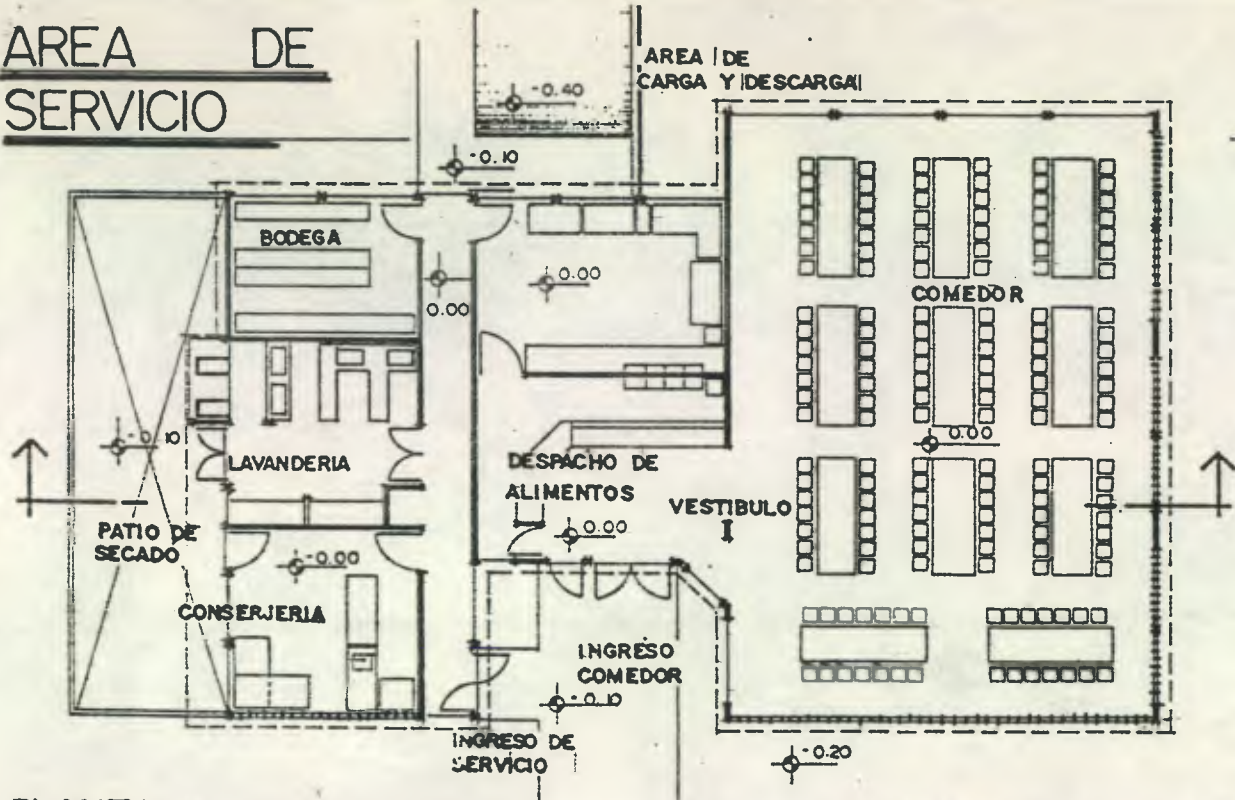 AREA DE
SERVICIO
AREA DE
CARGA Y DESCARGA
-0.40
-0.10
BODEGA
0.00
0.00
COMEDOR
0.00
-0.10
LAVANDERIA
DESPACHO DE
ALIMENTOS
VESTIBULO
PATIO DE
SECADO
0.00
-0.00
CONSERJERIA
INGRESO
COMEDOR
-0.10
INGRESO DE
SERVICIO
-0.20